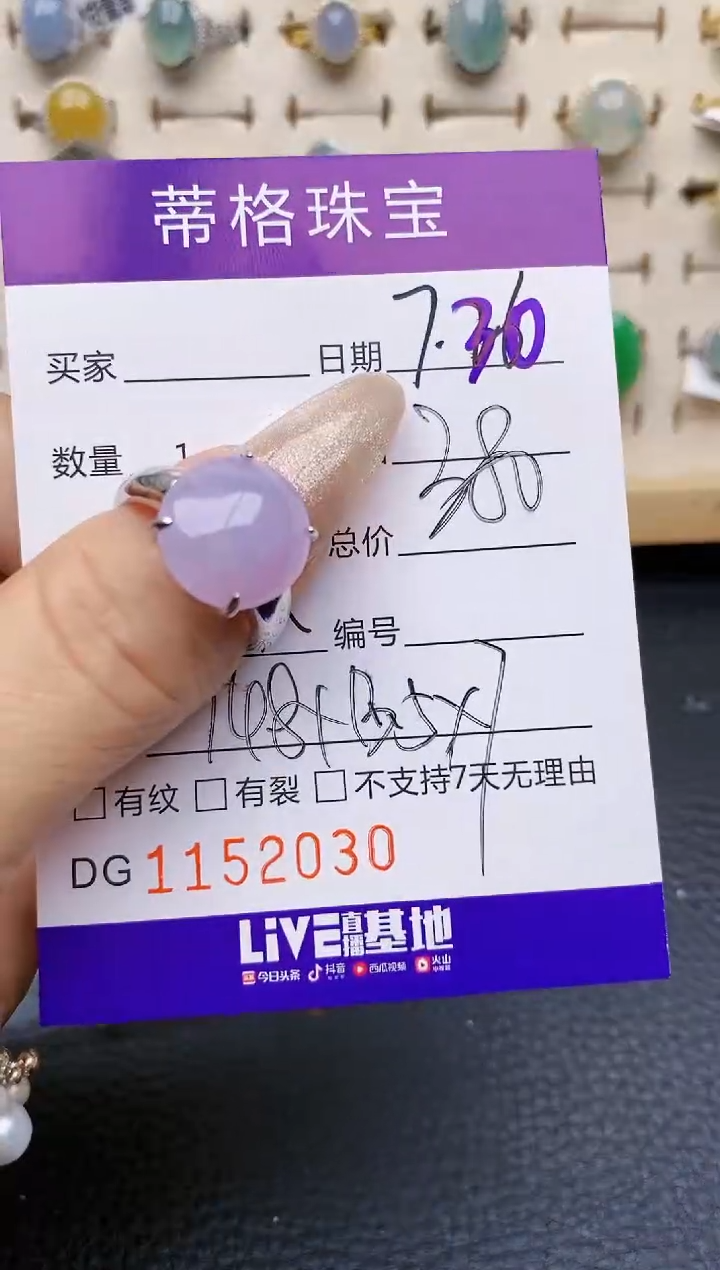 蒂格珠宝
买家 日期 7.30
数量 1 380
总价
编号
148x135x7
□有纹 □有裂 □不支持7天无理由
DG 1152030
LiVE直播基地
今日头条 抖音 西瓜视频 火山